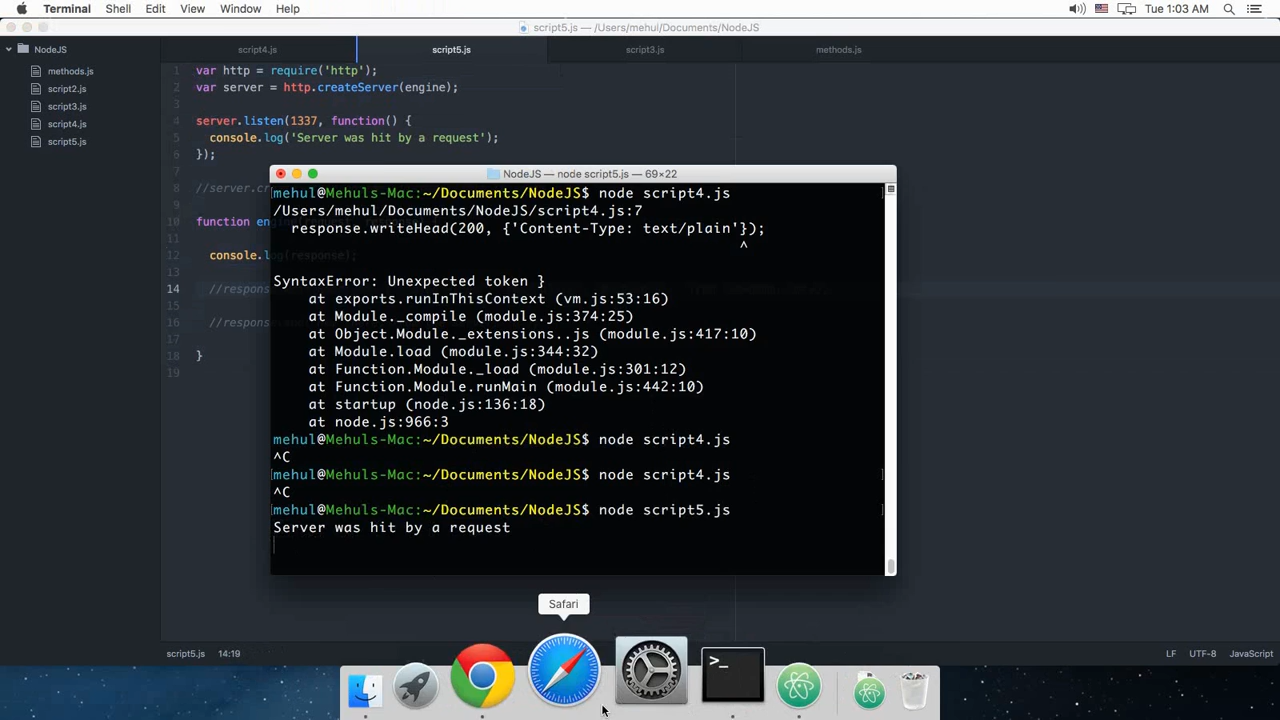 Terminal Shell Edit View Window Help Tue 1:03 AM
script5.js — /Users/mehul/Documents/NodeJS
NodeJS
methods.js
script2.js
script3.js
script4.js
script5.js
script4.js script5.js script3.js methods.js
1 var http = require('http');
2 var server = http.createServer(engine);
3
4 server.listen(1337, function() {
5 console.log('Server was hit by a request');
6 });
7
8 //server.cr
9
10 function en
11
12 console.log(response);
13
14 //respons
15
16 //response
17
18 }
19
NodeJS — node script5.js — 69×22
mehul@Mehuls-Mac:~/Documents/NodeJS$ node script4.js
/Users/mehul/Documents/NodeJS/script4.js:7
response.writeHead(200, {'Content-Type: text/plain'});
^
SyntaxError: Unexpected token }
at exports.runInThisContext (vm.js:53:16)
at Module._compile (module.js:374:25)
at Object.Module._extensions..js (module.js:417:10)
at Module.load (module.js:344:32)
at Function.Module._load (module.js:301:12)
at Function.Module.runMain (module.js:442:10)
at startup (node.js:136:18)
at node.js:966:3
mehul@Mehuls-Mac:~/Documents/NodeJS$ node script4.js
^C
mehul@Mehuls-Mac:~/Documents/NodeJS$ node script4.js
^C
mehul@Mehuls-Mac:~/Documents/NodeJS$ node script5.js
Server was hit by a request
Safari
script5.js 14:19 LF UTF-8 JavaScript